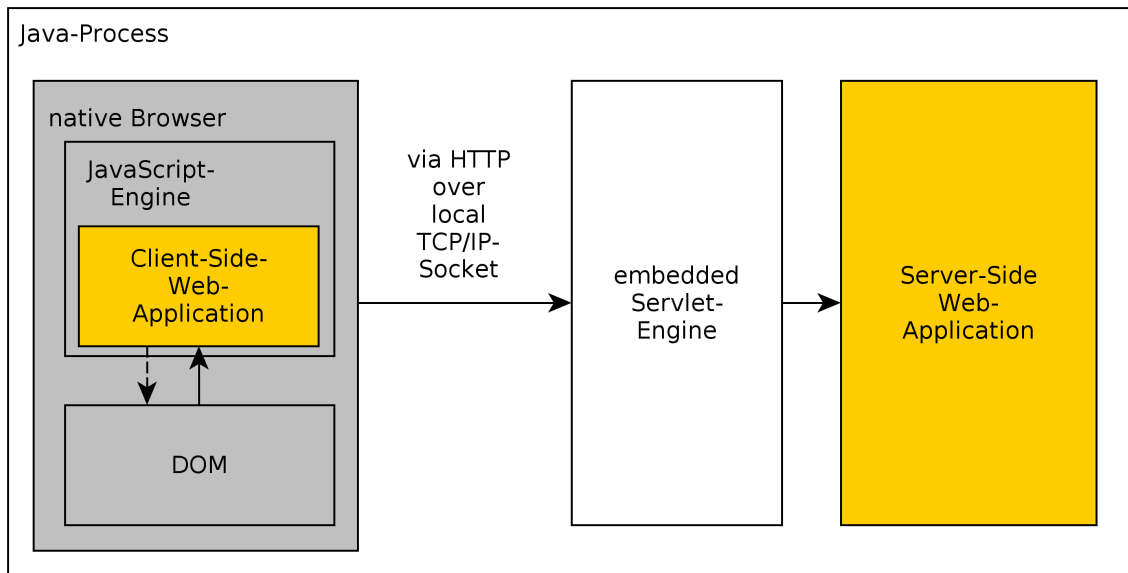 Java-Process
native Browser
JavaScript-
Engine
Client-Side-
Web-
Application
DOM
via HTTP
over
local
TCP/IP-
Socket
embedded
Servlet-
Engine
Server-Side
Web-
Application